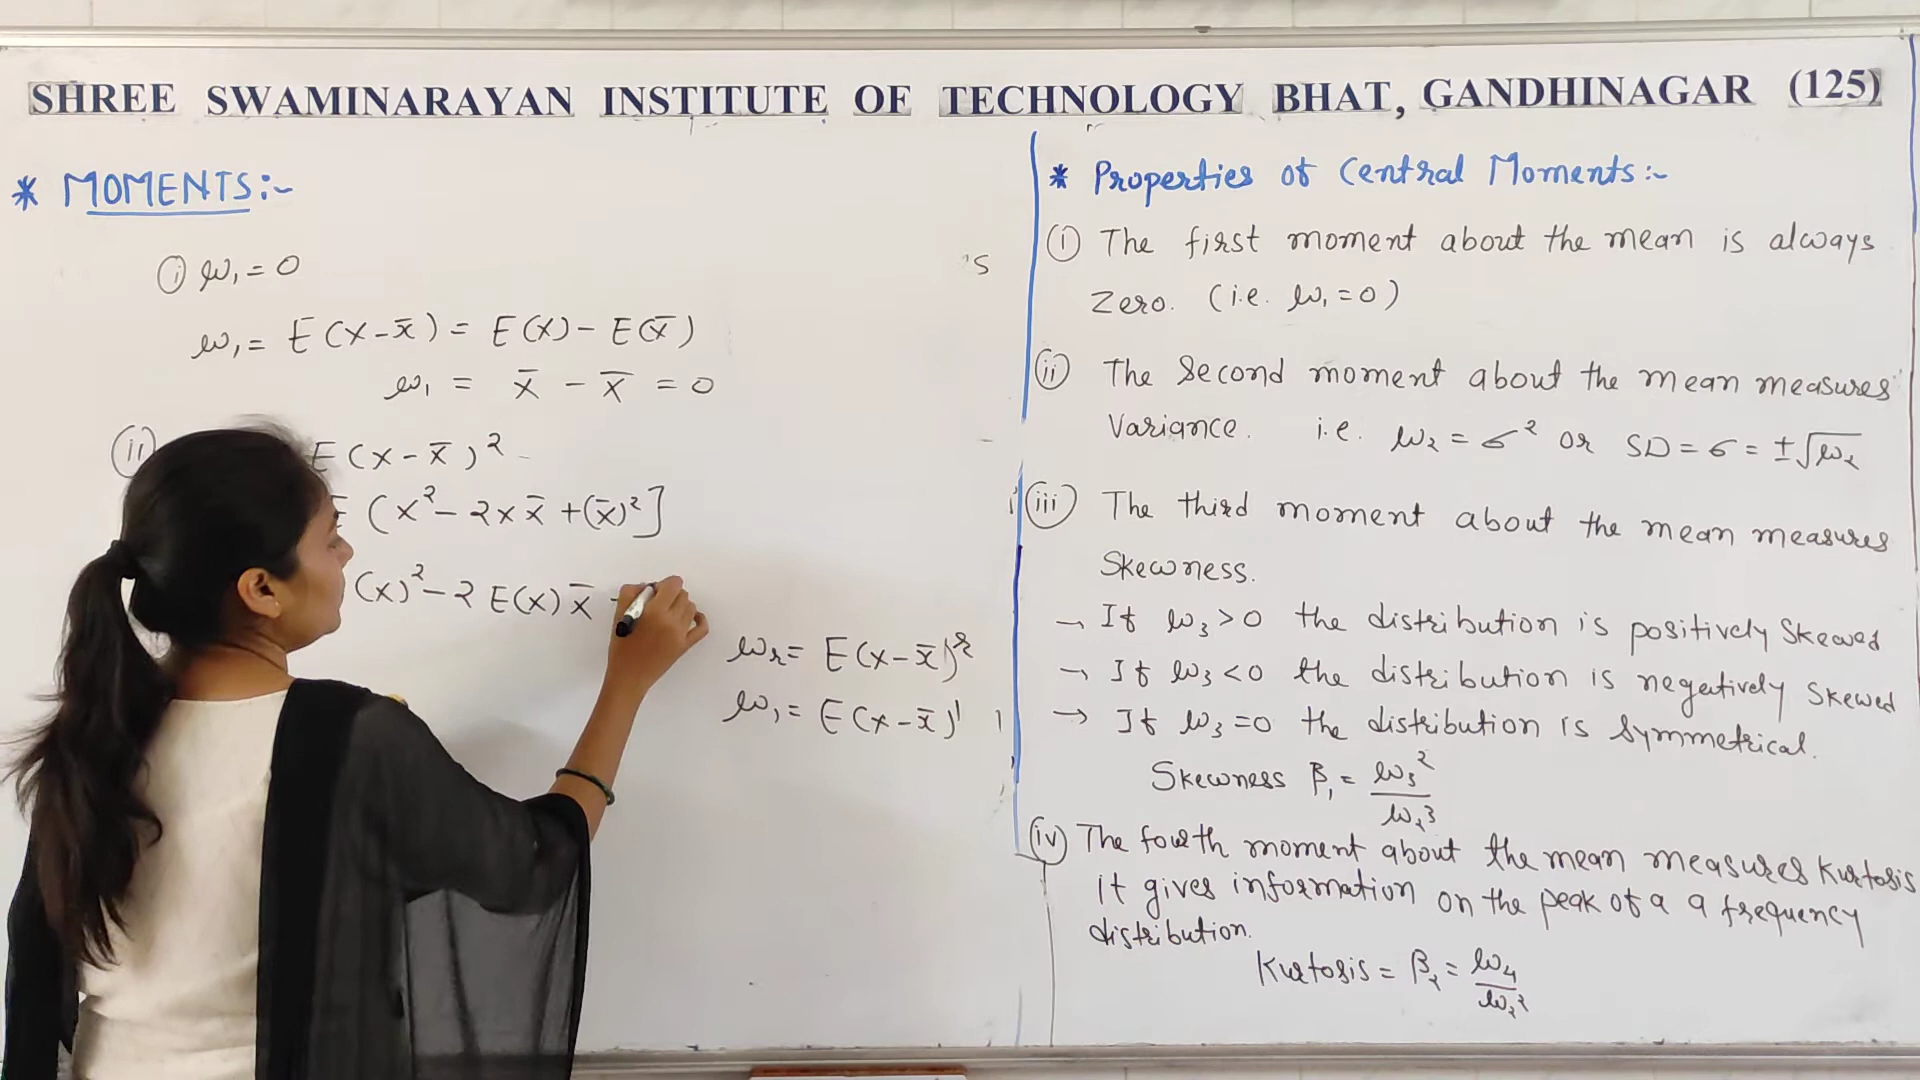 SHREE SWAMINARAYAN INSTITUTE OF TECHNOLOGY BHAT, GANDHINAGAR (125)
* MOMENTS:-
(i) μ₁ = 0
μ₁ = E(x-x̄) = E(x) - E(x̄)
μ₁ = x̄ - x̄ = 0
(ii)
E(x-x̄)²
[x² - 2xx̄ + (x̄)²]
(x)² - 2 E(x) x̄
μᵣ = E(x-x̄)ʳ
μ₁ = E(x-x̄)¹
* Properties of Central Moments:-
(i) The first moment about the mean is always
Zero. (i.e. μ₁ = 0)
(ii) The Second moment about the mean measures
Variance. i.e. μ₂ = σ² or SD = σ = ±√μ₂
(iii) The third moment about the mean measures
Skewness.
→ If μ₃ > 0 the distribution is positively Skewed
→ If μ₃ < 0 the distribution is negatively Skewed
→ If μ₃ = 0 the distribution is Symmetrical.
Skewness β₁ = μ₃² / μ₂³
(iv) The fourth moment about the mean measures Kurtosis
it gives information on the peak of a a frequency
distribution.
Kurtosis = β₂ = μ₄ / μ₂²